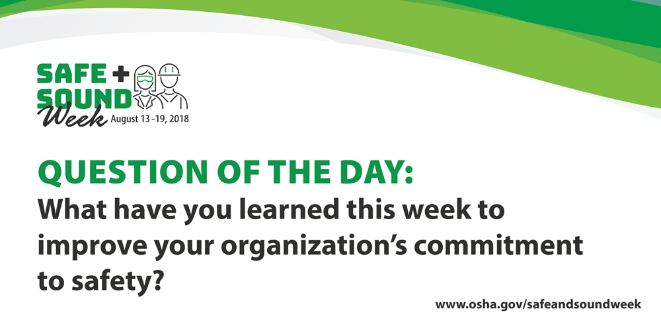 SAFE +
SOUND
Week August 13-19, 2018
QUESTION OF THE DAY:
What have you learned this week to
improve your organization’s commitment
to safety?
www.osha.gov/safeandsoundweek